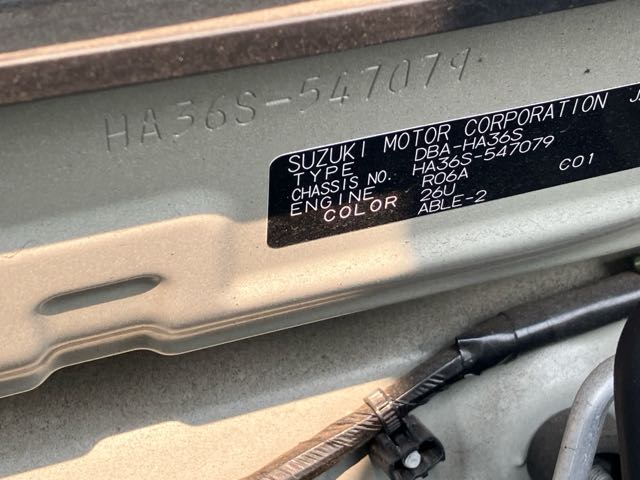 HA36S-547079
SUZUKI MOTOR CORPORATION
TYPE DBA-HA36S
CHASSIS NO. HA36S-547079
ENGINE R06A C01
COLOR 26U
ABLE-2